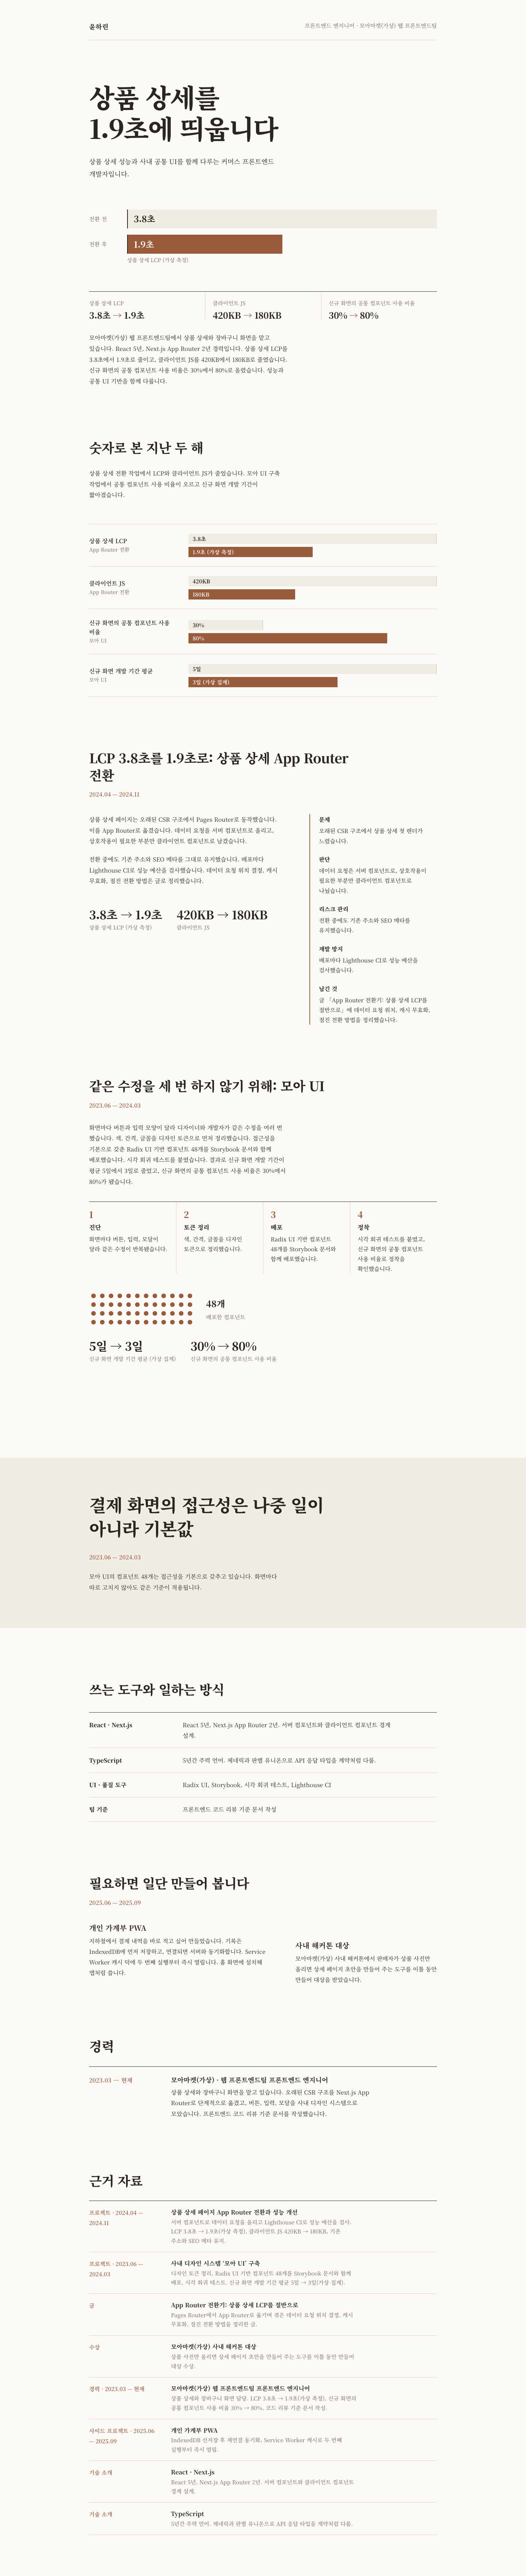 윤하린
프론트엔드 엔지니어 · 모아마켓(가상) 웹 프론트엔드팀
상품 상세를
1.9초에 띄웁니다
상품 상세 성능과 사내 공통 UI를 함께 다루는 커머스 프론트엔드
개발자입니다.
전환 전
3.8초
전환 후
1.9초
상품 상세 LCP (가상 측정)
상품 상세 LCP
3.8초 → 1.9초
클라이언트 JS
420KB → 180KB
신규 화면의 공통 컴포넌트 사용 비율
30% → 80%
모아마켓(가상) 웹 프론트엔드팀에서 상품 상세와 장바구니 화면을 맡고
있습니다. React 5년, Next.js App Router 2년 경력입니다. 상품 상세 LCP를
3.8초에서 1.9초로 줄이고, 클라이언트 JS를 420KB에서 180KB로 줄였습니다.
신규 화면의 공통 컴포넌트 사용 비율은 30%에서 80%로 올렸습니다. 성능과
공통 UI 기반을 함께 다룹니다.
숫자로 본 지난 두 해
상품 상세 전환 작업에서 LCP와 클라이언트 JS가 줄었습니다. 모아 UI 구축
작업에서 공통 컴포넌트 사용 비율이 오르고 신규 화면 개발 기간이
짧아졌습니다.
상품 상세 LCP
App Router 전환
3.8초
1.9초 (가상 측정)
클라이언트 JS
App Router 전환
420KB
180KB
신규 화면의 공통 컴포넌트 사용
비율
모아 UI
30%
80%
신규 화면 개발 기간 평균
모아 UI
5일
3일 (가상 집계)
LCP 3.8초를 1.9초로: 상품 상세 App Router
전환
2024.04 — 2024.11
상품 상세 페이지는 오래된 CSR 구조에서 Pages Router로 동작했습니다.
이를 App Router로 옮겼습니다. 데이터 요청을 서버 컴포넌트로 올리고,
상호작용이 필요한 부분만 클라이언트 컴포넌트로 남겼습니다.
전환 중에도 기존 주소와 SEO 메타를 그대로 유지했습니다. 배포마다
Lighthouse CI로 성능 예산을 검사했습니다. 데이터 요청 위치 결정, 캐시
무효화, 점진 전환 방법은 글로 정리했습니다.
3.8초 → 1.9초
상품 상세 LCP (가상 측정)
420KB → 180KB
클라이언트 JS
문제
오래된 CSR 구조에서 상품 상세 첫 렌더가
느렸습니다.
판단
데이터 요청은 서버 컴포넌트로, 상호작용이
필요한 부분만 클라이언트 컴포넌트로
나눴습니다.
리스크 관리
전환 중에도 기존 주소와 SEO 메타를
유지했습니다.
재발 방지
배포마다 Lighthouse CI로 성능 예산을
검사했습니다.
남긴 것
글 「App Router 전환기: 상품 상세 LCP를
절반으로」에 데이터 요청 위치, 캐시 무효화,
점진 전환 방법을 정리했습니다.
같은 수정을 세 번 하지 않기 위해: 모아 UI
2023.06 — 2024.03
화면마다 버튼과 입력 모양이 달라 디자이너와 개발자가 같은 수정을 여러 번
했습니다. 색, 간격, 글꼴을 디자인 토큰으로 먼저 정리했습니다. 접근성을
기본으로 갖춘 Radix UI 기반 컴포넌트 48개를 Storybook 문서와 함께
배포했습니다. 시각 회귀 테스트를 붙였습니다. 결과로 신규 화면 개발 기간이
평균 5일에서 3일로 줄었고, 신규 화면의 공통 컴포넌트 사용 비율은 30%에서
80%가 됐습니다.
1
진단
화면마다 버튼, 입력, 모달이
달라 같은 수정이 반복됐습니다.
2
토큰 정리
색, 간격, 글꼴을 디자인
토큰으로 정리했습니다.
3
배포
Radix UI 기반 컴포넌트
48개를 Storybook 문서와
함께 배포했습니다.
4
정착
시각 회귀 테스트를 붙였고,
신규 화면의 공통 컴포넌트
사용 비율로 정착을
확인했습니다.
48개
배포한 컴포넌트
5일 → 3일
신규 화면 개발 기간 평균 (가상 집계)
30% → 80%
신규 화면의 공통 컴포넌트 사용 비율
결제 화면의 접근성은 나중 일이
아니라 기본값
2023.06 — 2024.03
모아 UI의 컴포넌트 48개는 접근성을 기본으로 갖추고 있습니다. 화면마다
따로 고치지 않아도 같은 기준이 적용됩니다.
쓰는 도구와 일하는 방식
React · Next.js
React 5년, Next.js App Router 2년. 서버 컴포넌트와 클라이언트 컴포넌트 경계
설계.
TypeScript
5년간 주력 언어. 제네릭과 판별 유니온으로 API 응답 타입을 계약처럼 다룸.
UI · 품질 도구
Radix UI, Storybook, 시각 회귀 테스트, Lighthouse CI
팀 기준
프론트엔드 코드 리뷰 기준 문서 작성
필요하면 일단 만들어 봅니다
2025.06 — 2025.09
개인 가계부 PWA
지하철에서 결제 내역을 바로 적고 싶어 만들었습니다. 기록은
IndexedDB에 먼저 저장하고, 연결되면 서버와 동기화합니다. Service
Worker 캐시 덕에 두 번째 실행부터 즉시 열립니다. 홈 화면에 설치해
앱처럼 씁니다.
사내 해커톤 대상
모아마켓(가상) 사내 해커톤에서 판매자가 상품 사진만
올리면 상세 페이지 초안을 만들어 주는 도구를 이틀 동안
만들어 대상을 받았습니다.
경력
2023.03 — 현재
모아마켓(가상) · 웹 프론트엔드팀 프론트엔드 엔지니어
상품 상세와 장바구니 화면을 맡고 있습니다. 오래된 CSR 구조를 Next.js App
Router로 단계적으로 옮겼고, 버튼, 입력, 모달을 사내 디자인 시스템으로
모았습니다. 프론트엔드 코드 리뷰 기준 문서를 작성했습니다.
근거 자료
프로젝트 · 2024.04 —
2024.11
상품 상세 페이지 App Router 전환과 성능 개선
서버 컴포넌트로 데이터 요청을 올리고 Lighthouse CI로 성능 예산을 검사.
LCP 3.8초 → 1.9초(가상 측정), 클라이언트 JS 420KB → 180KB, 기존
주소와 SEO 메타 유지.
프로젝트 · 2023.06 —
2024.03
사내 디자인 시스템 '모아 UI' 구축
디자인 토큰 정리, Radix UI 기반 컴포넌트 48개를 Storybook 문서와 함께
배포, 시각 회귀 테스트. 신규 화면 개발 기간 평균 5일 → 3일(가상 집계).
글
App Router 전환기: 상품 상세 LCP를 절반으로
Pages Router에서 App Router로 옮기며 겪은 데이터 요청 위치 결정, 캐시
무효화, 점진 전환 방법을 정리한 글.
수상
모아마켓(가상) 사내 해커톤 대상
상품 사진만 올리면 상세 페이지 초안을 만들어 주는 도구를 이틀 동안 만들어
대상 수상.
경력 · 2023.03 — 현재
모아마켓(가상) 웹 프론트엔드팀 프론트엔드 엔지니어
상품 상세와 장바구니 화면 담당. LCP 3.8초 → 1.9초(가상 측정), 신규 화면의
공통 컴포넌트 사용 비율 30% → 80%, 코드 리뷰 기준 문서 작성.
사이드 프로젝트 · 2025.06
— 2025.09
개인 가계부 PWA
IndexedDB 선저장 후 재연결 동기화, Service Worker 캐시로 두 번째
실행부터 즉시 열림.
기술 소개
React · Next.js
React 5년, Next.js App Router 2년. 서버 컴포넌트와 클라이언트 컴포넌트
경계 설계.
기술 소개
TypeScript
5년간 주력 언어. 제네릭과 판별 유니온으로 API 응답 타입을 계약처럼 다룸.